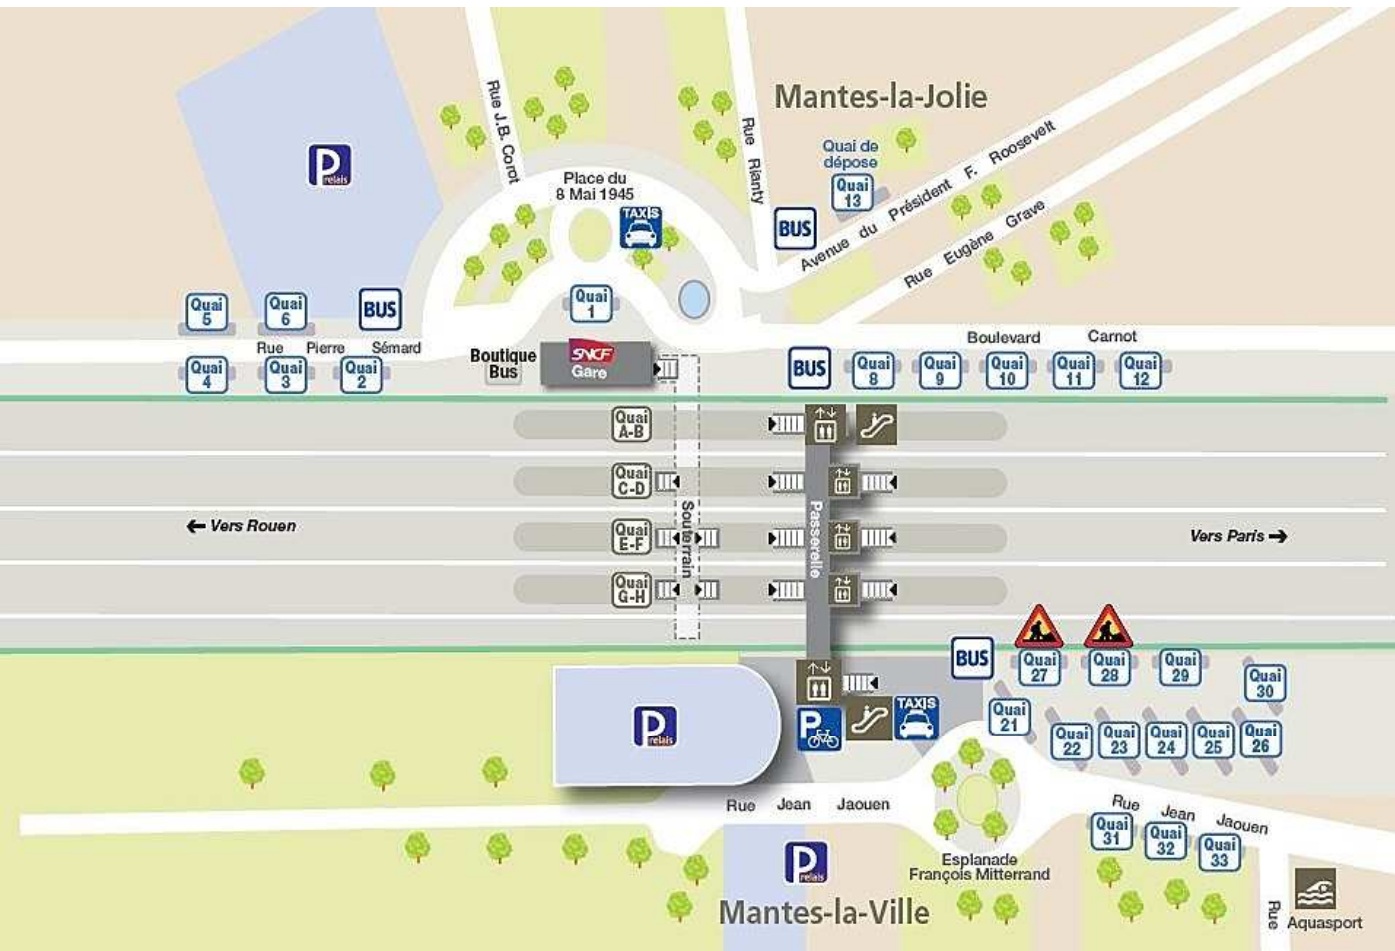 Mantes-la-Jolie
Rue J.B. Corot
Rue Rianty
P
relais
Place du
8 Mai 1945
TAXIS
Quai de
dépose
Quai
13
BUS
Avenue du Président F. Roosevelt
Rue Eugène Grave
Quai
5
Quai
6
BUS
Quai
1
Rue Pierre Sémard
Quai
4
Quai
3
Quai
2
Boutique
Bus
SNCF
Gare
Boulevard Carnot
BUS
Quai
8
Quai
9
Quai
10
Quai
11
Quai
12
Quai
A-B
Quai
C-D
Quai
E-F
Quai
G-H
Souterrain
Passerelle
Vers Rouen
Vers Paris
BUS
Quai
27
Quai
28
Quai
29
Quai
30
Quai
21
Quai
22
Quai
23
Quai
24
Quai
25
Quai
26
P
relais
P
TAXIS
Rue Jean Jaouen
Rue Jean Jaouen
Quai
31
Quai
32
Quai
33
P
relais
Esplanade
François Mitterrand
Mantes-la-Ville
Rue
Aquasport